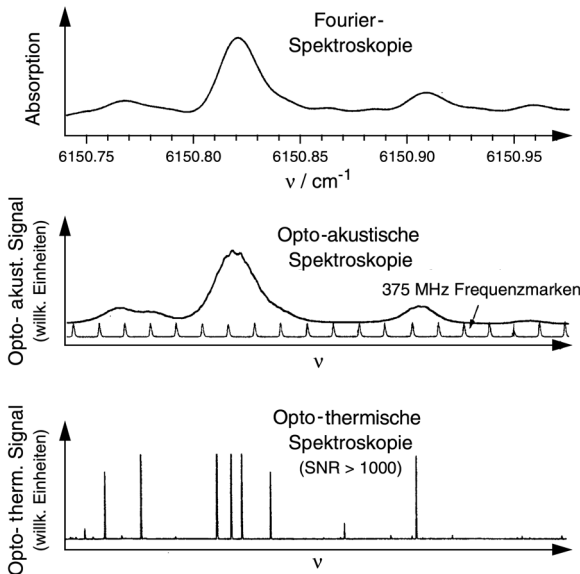 Fourier-
Spektroskopie
Absorption
6150.75 6150.80 6150.85 6150.90 6150.95
ν / cm⁻¹
Opto-akustische
Spektroskopie
375 MHz Frequenzmarken
Opto- akust. Signal
(willk. Einheiten)
ν
Opto-thermische
Spektroskopie
(SNR > 1000)
Opto- therm. Signal
(willk. Einheiten)
ν